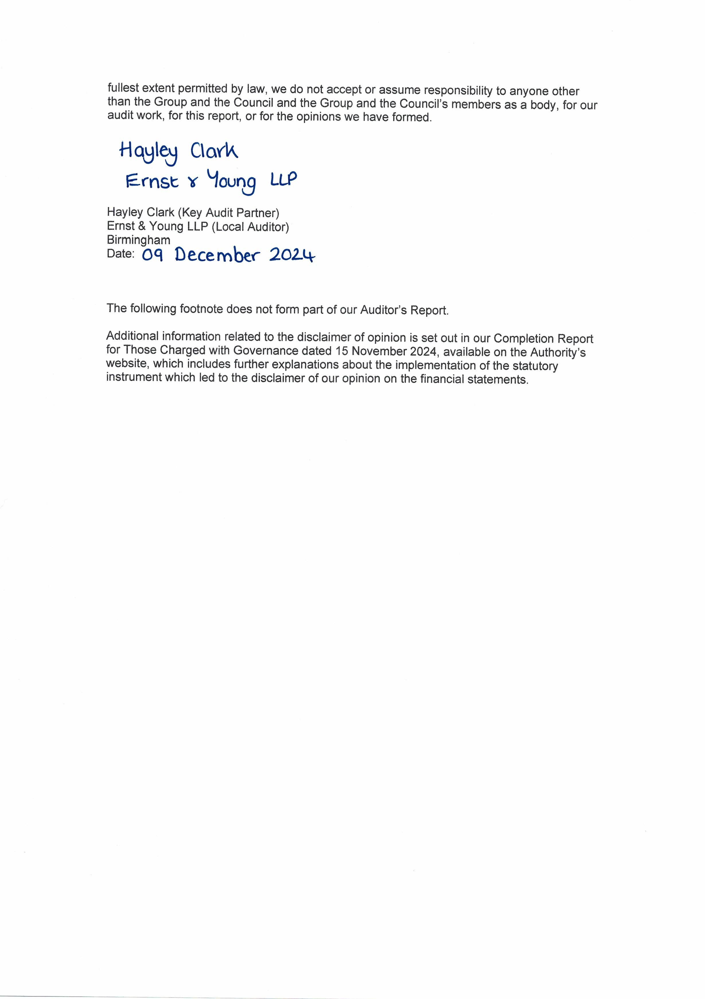 fullest extent permitted by law, we do not accept or assume responsibility to anyone other
than the Group and the Council and the Group and the Council's members as a body, for our
audit work, for this report, or for the opinions we have formed.
Hayley Clark
Ernst & Young LLP
Hayley Clark (Key Audit Partner)
Ernst & Young LLP (Local Auditor)
Birmingham
Date: 09 December 2024
The following footnote does not form part of our Auditor's Report.
Additional information related to the disclaimer of opinion is set out in our Completion Report
for Those Charged with Governance dated 15 November 2024, available on the Authority's
website, which includes further explanations about the implementation of the statutory
instrument which led to the disclaimer of our opinion on the financial statements.